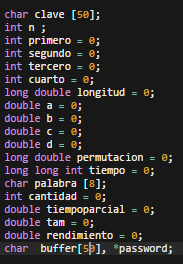 char clave [50];
int n ;
int primero = 0;
int segundo = 0;
int tercero = 0;
int cuarto = 0;
long double longitud = 0;
double a = 0;
double b = 0;
double c = 0;
double d = 0;
long double permutacion = 0;
long long int tiempo = 0;
char palabra [8];
int cantidad = 0;
double tiempoparcial = 0;
double tam = 0;
double rendimiento = 0;
char  buffer[50], *password;